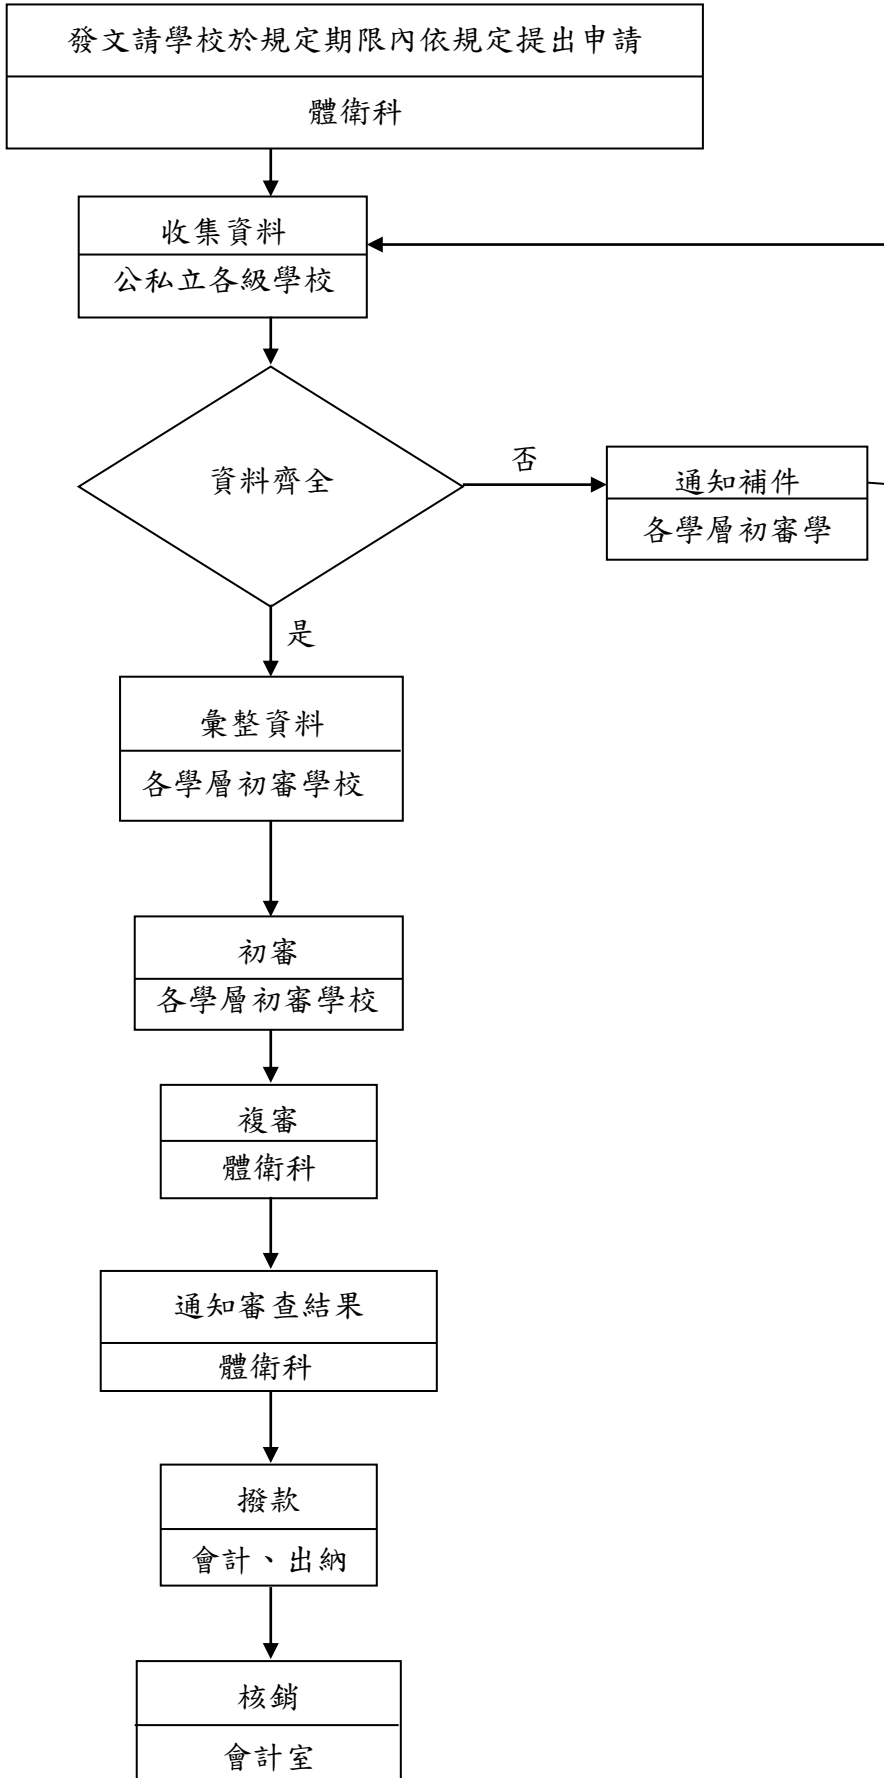 發文請學校於規定期限內依規定提出申請
體衛科
收集資料
公私立各級學校
資料齊全
否
通知補件
各學層初審學
是
彙整資料
各學層初審學校
初審
各學層初審學校
複審
體衛科
通知審查結果
體衛科
撥款
會計、出納
核銷
會計室